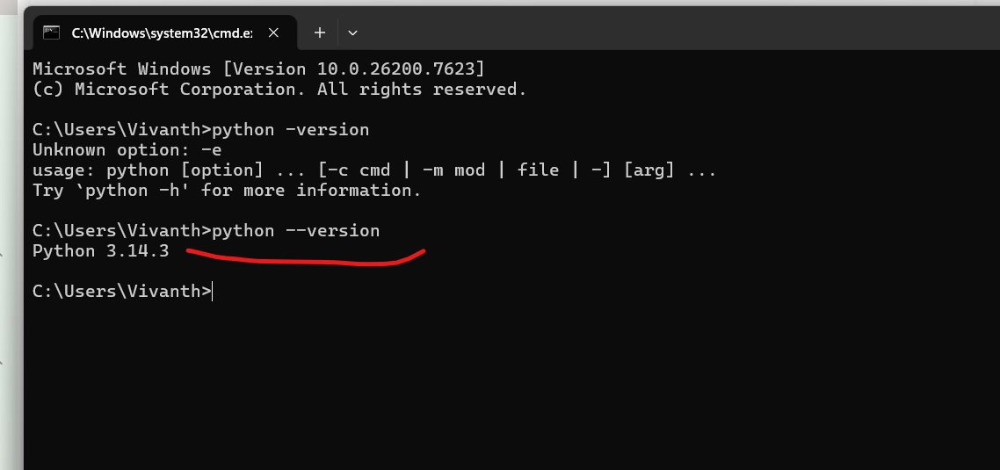 C:\Windows\system32\cmd.e
Microsoft Windows [Version 10.0.26200.7623]
(c) Microsoft Corporation. All rights reserved.
C:\Users\Vivanth>python -version
Unknown option: -e
usage: python [option] ... [-c cmd | -m mod | file | -] [arg] ...
Try `python -h' for more information.
C:\Users\Vivanth>python --version
Python 3.14.3
C:\Users\Vivanth>